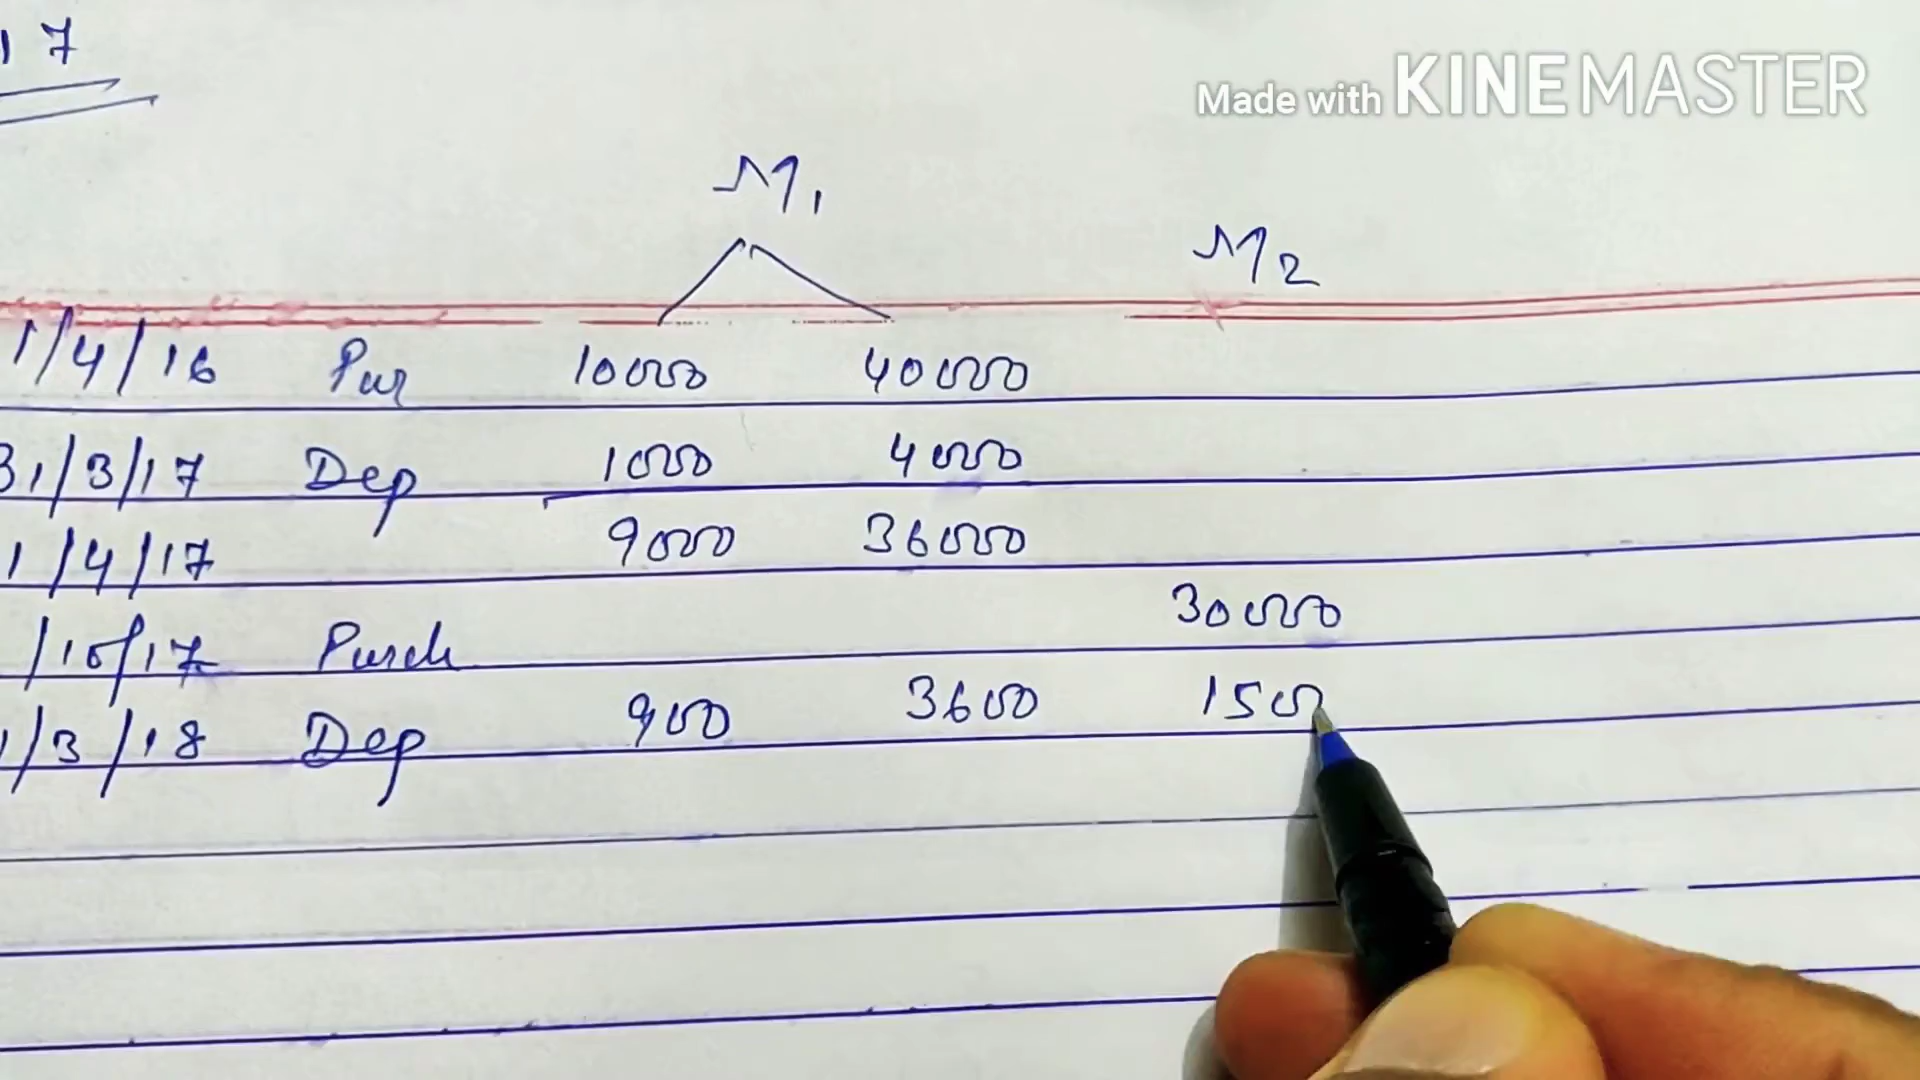 17
Made with KINEMASTER
M1
M2
1/4/16 Pur 10000 40000
31/3/17 Dep 1000 4000
1/4/17 9000 36000
30000
/10/17 Purch
1/3/18 Dep 900 3600 1500